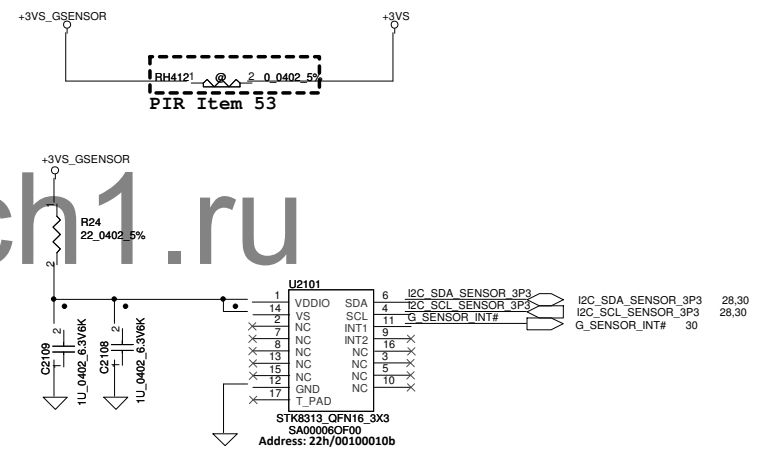 +3VS_GSENSOR +3VS
RH412 1 @ 2 0_0402_5%
PIR Item 53
+3VS_GSENSOR
ch1.ru
1
R24
22_0402_5%
2
U2101
1 VDDIO SDA 6 I2C_SDA_SENSOR_3P3 I2C_SDA_SENSOR_3P3 28,30
14 VS SCL 4 I2C_SCL_SENSOR_3P3 I2C_SCL_SENSOR_3P3 28,30
2 NC INT1 11 G_SENSOR_INT# G_SENSOR_INT# 30
7 NC INT2 9
8 NC NC 16
13 NC NC 3
15 NC NC 5
12 GND NC 10
17 T_PAD
C2109 1 2 1U_0402_6.3V6K
C2108 1 2 1U_0402_6.3V6K
STK8313_QFN16_3X3
SA00006OF00
Address: 22h/00100010b